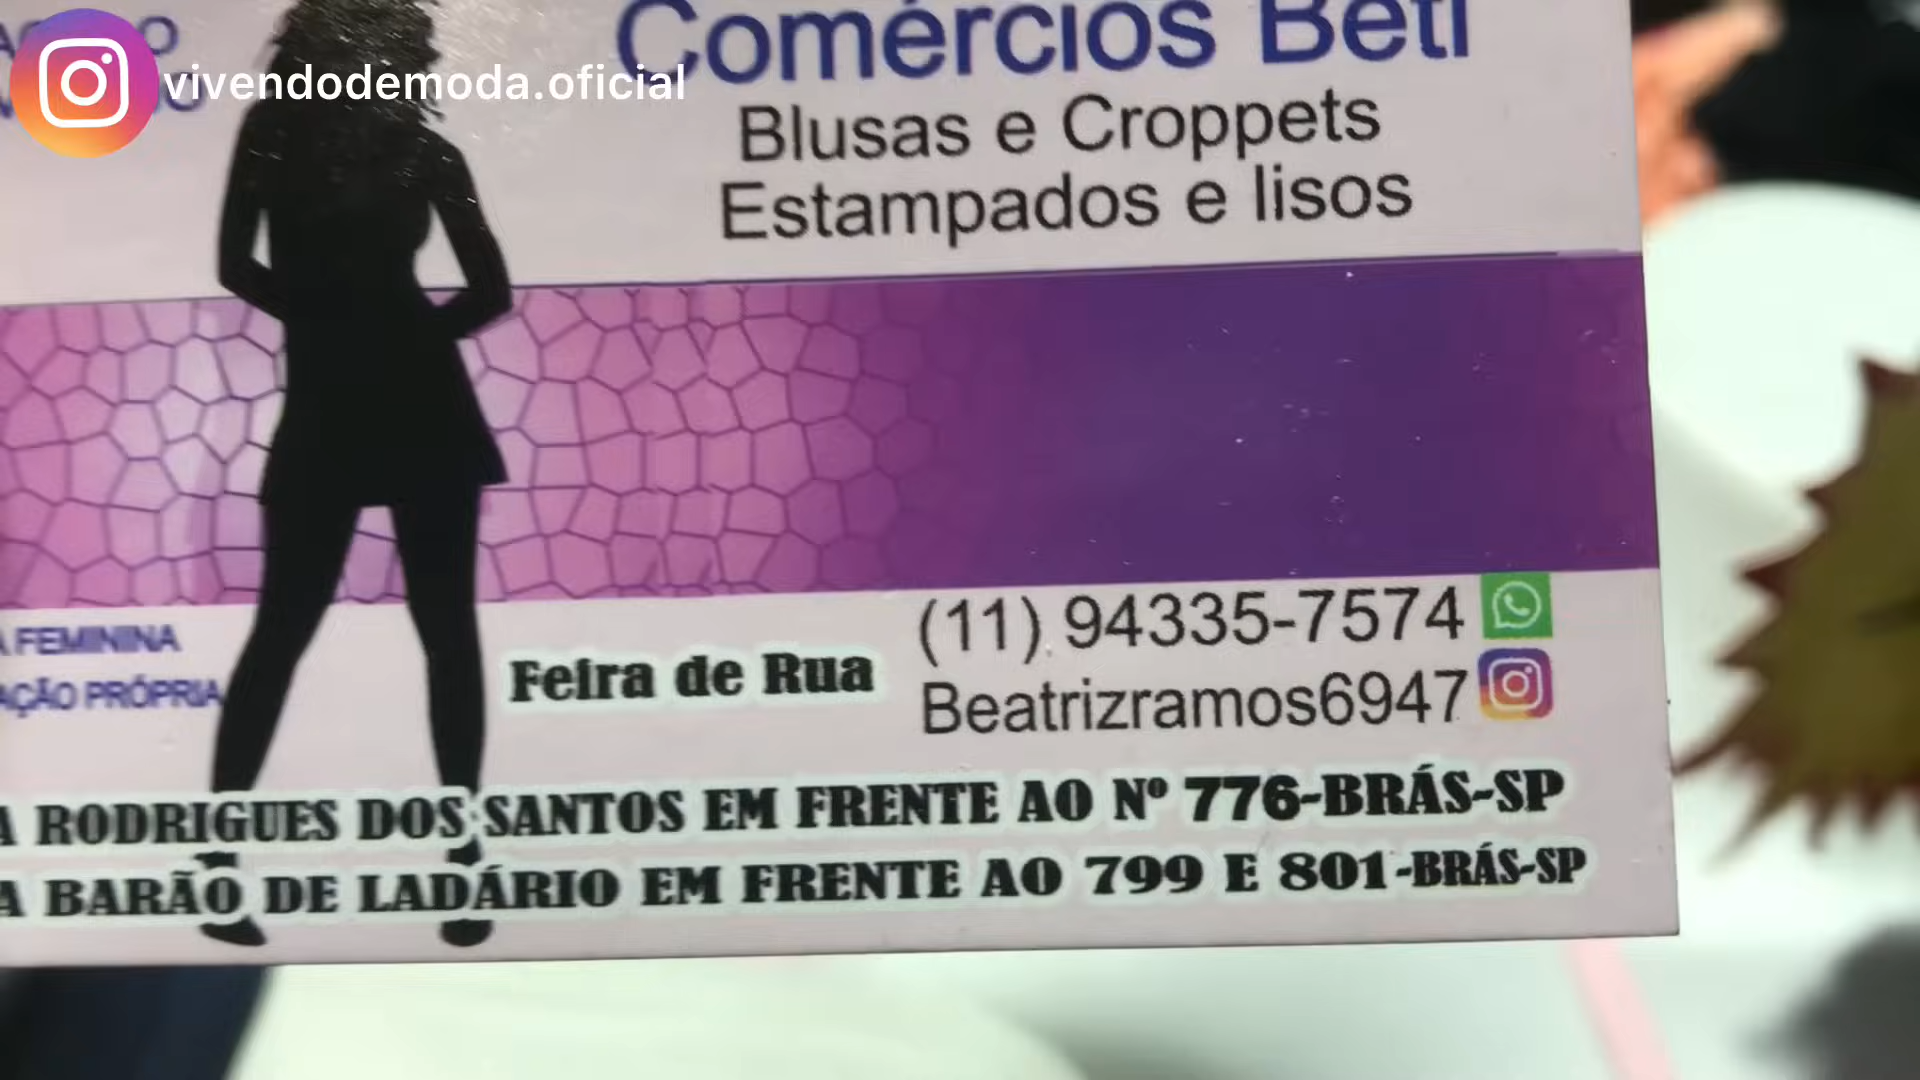 vivendodemoda.oficial
Comércios Beti
Blusas e Croppets
Estampados e lisos
(11) 94335-7574
A FEMININA
AÇÃO PRÓPRIA
Feira de Rua
Beatrizramos6947
A RODRIGUES DOS SANTOS EM FRENTE AO Nº 776-BRÁS-SP
A BARÃO DE LADÁRIO EM FRENTE AO 799 E 801-BRÁS-SP